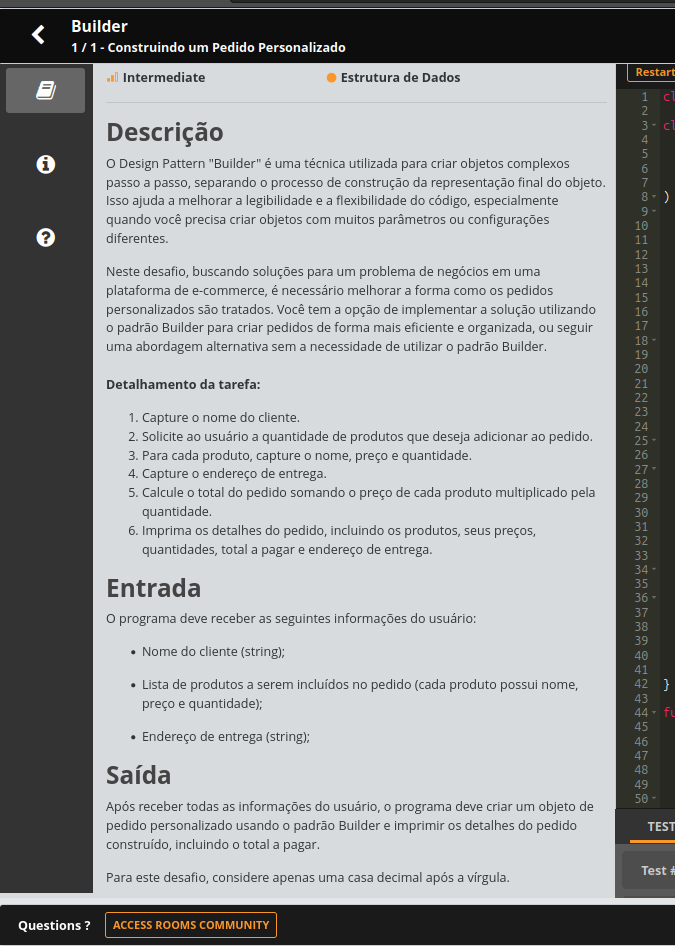 Builder
1 / 1 - Construindo um Pedido Personalizado
Intermediate
Estrutura de Dados
Descrição
O Design Pattern "Builder" é uma técnica utilizada para criar objetos complexos
passo a passo, separando o processo de construção da representação final do objeto.
Isso ajuda a melhorar a legibilidade e a flexibilidade do código, especialmente
quando você precisa criar objetos com muitos parâmetros ou configurações
diferentes.
Neste desafio, buscando soluções para um problema de negócios em uma
plataforma de e-commerce, é necessário melhorar a forma como os pedidos
personalizados são tratados. Você tem a opção de implementar a solução utilizando
o padrão Builder para criar pedidos de forma mais eficiente e organizada, ou seguir
uma abordagem alternativa sem a necessidade de utilizar o padrão Builder.
Detalhamento da tarefa:
1. Capture o nome do cliente.
2. Solicite ao usuário a quantidade de produtos que deseja adicionar ao pedido.
3. Para cada produto, capture o nome, preço e quantidade.
4. Capture o endereço de entrega.
5. Calcule o total do pedido somando o preço de cada produto multiplicado pela
quantidade.
6. Imprima os detalhes do pedido, incluindo os produtos, seus preços,
quantidades, total a pagar e endereço de entrega.
Entrada
O programa deve receber as seguintes informações do usuário:
• Nome do cliente (string);
• Lista de produtos a serem incluídos no pedido (cada produto possui nome,
preço e quantidade);
• Endereço de entrega (string);
Saída
Após receber todas as informações do usuário, o programa deve criar um objeto de
pedido personalizado usando o padrão Builder e imprimir os detalhes do pedido
construído, incluindo o total a pagar.
Para este desafio, considere apenas uma casa decimal após a vírgula.
Restart
1 cl
2
3 cl
4
5
6
7
8 )
9
10
11
12
13
14
15
16
17
18
19
20
21
22
23
24
25
26
27
28
29
30
31
32
33
34
35
36
37
38
39
40
41
42 }
43
44 fu
45
46
47
48
49
50
TEST
Test #
Questions ?
ACCESS ROOMS COMMUNITY